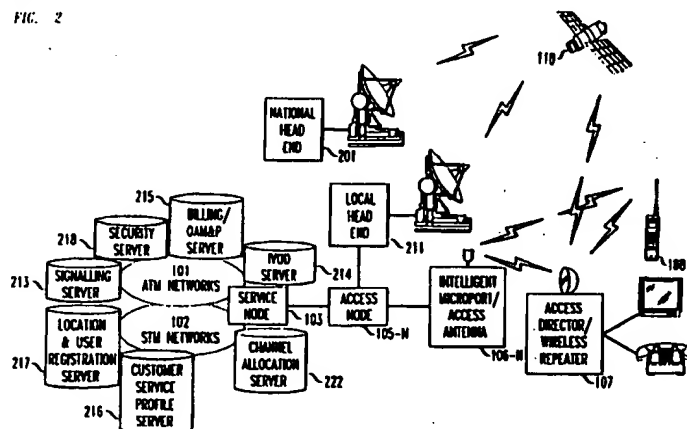 FIG. 2
118
NATIONAL
HEAD
END
201
215
BILLING/
OAM&P
SERVER
218
SECURITY
SERVER
LOCAL
HEAD
END
211
188
213
SIGNALLING
SERVER
101
ATM NETWORKS
IVOD
SERVER
214
SERVICE
NODE
103
ACCESS
NODE
105-N
INTELLIGENT
MICROPORT/
ACCESS
ANTENNA
106-N
ACCESS
DIRECTOR/
WIRELESS
REPEATER
107
102
STM NETWORKS
LOCATION
& USER
REGISTRATION
SERVER
217
CHANNEL
ALLOCATION
SERVER
222
CUSTOMER
SERVICE
PROFILE
SERVER
216